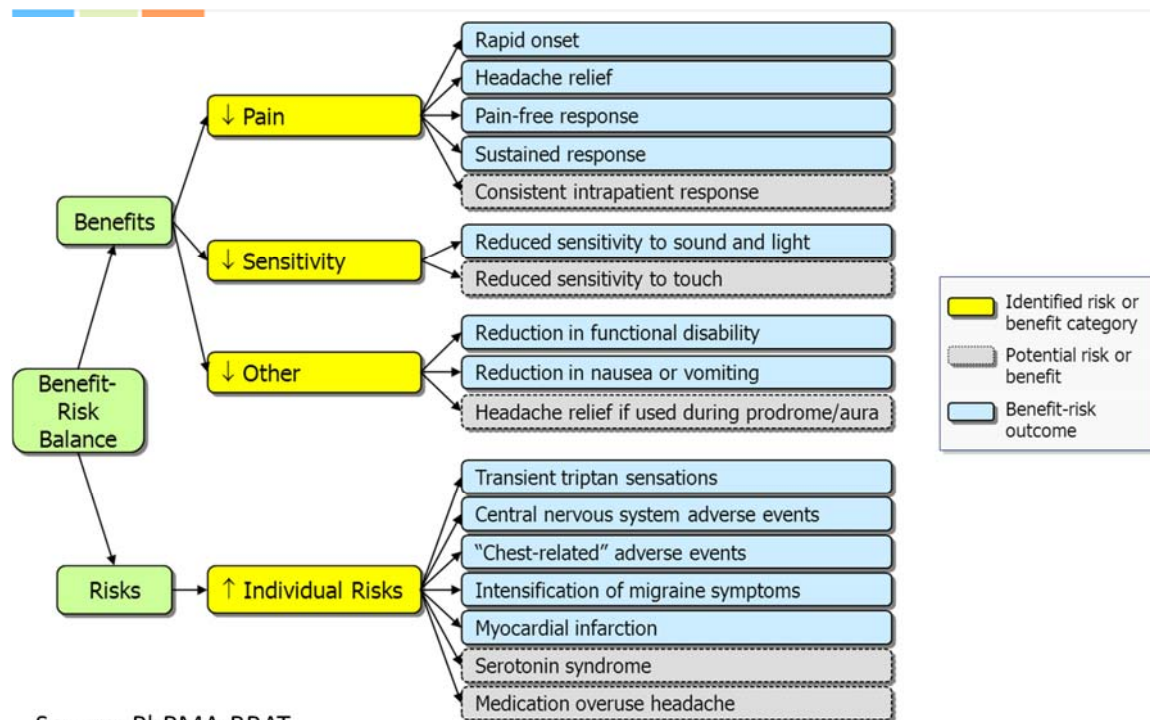 Rapid onset
Headache relief
↓ Pain
Pain-free response
Sustained response
Consistent intrapatient response
Benefits
Reduced sensitivity to sound and light
↓ Sensitivity
Reduced sensitivity to touch
Reduction in functional disability
↓ Other
Reduction in nausea or vomiting
Headache relief if used during prodrome/aura
Benefit-
Risk
Balance
Transient triptan sensations
Central nervous system adverse events
“Chest-related” adverse events
Risks
↑ Individual Risks
Intensification of migraine symptoms
Myocardial infarction
Serotonin syndrome
Medication overuse headache
Identified risk or
benefit category
Potential risk or
benefit
Benefit-risk
outcome